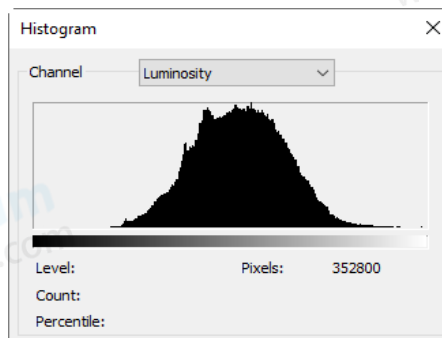 Histogram
Channel
Luminosity
Level:
Pixels: 352800
Count:
Percentile: